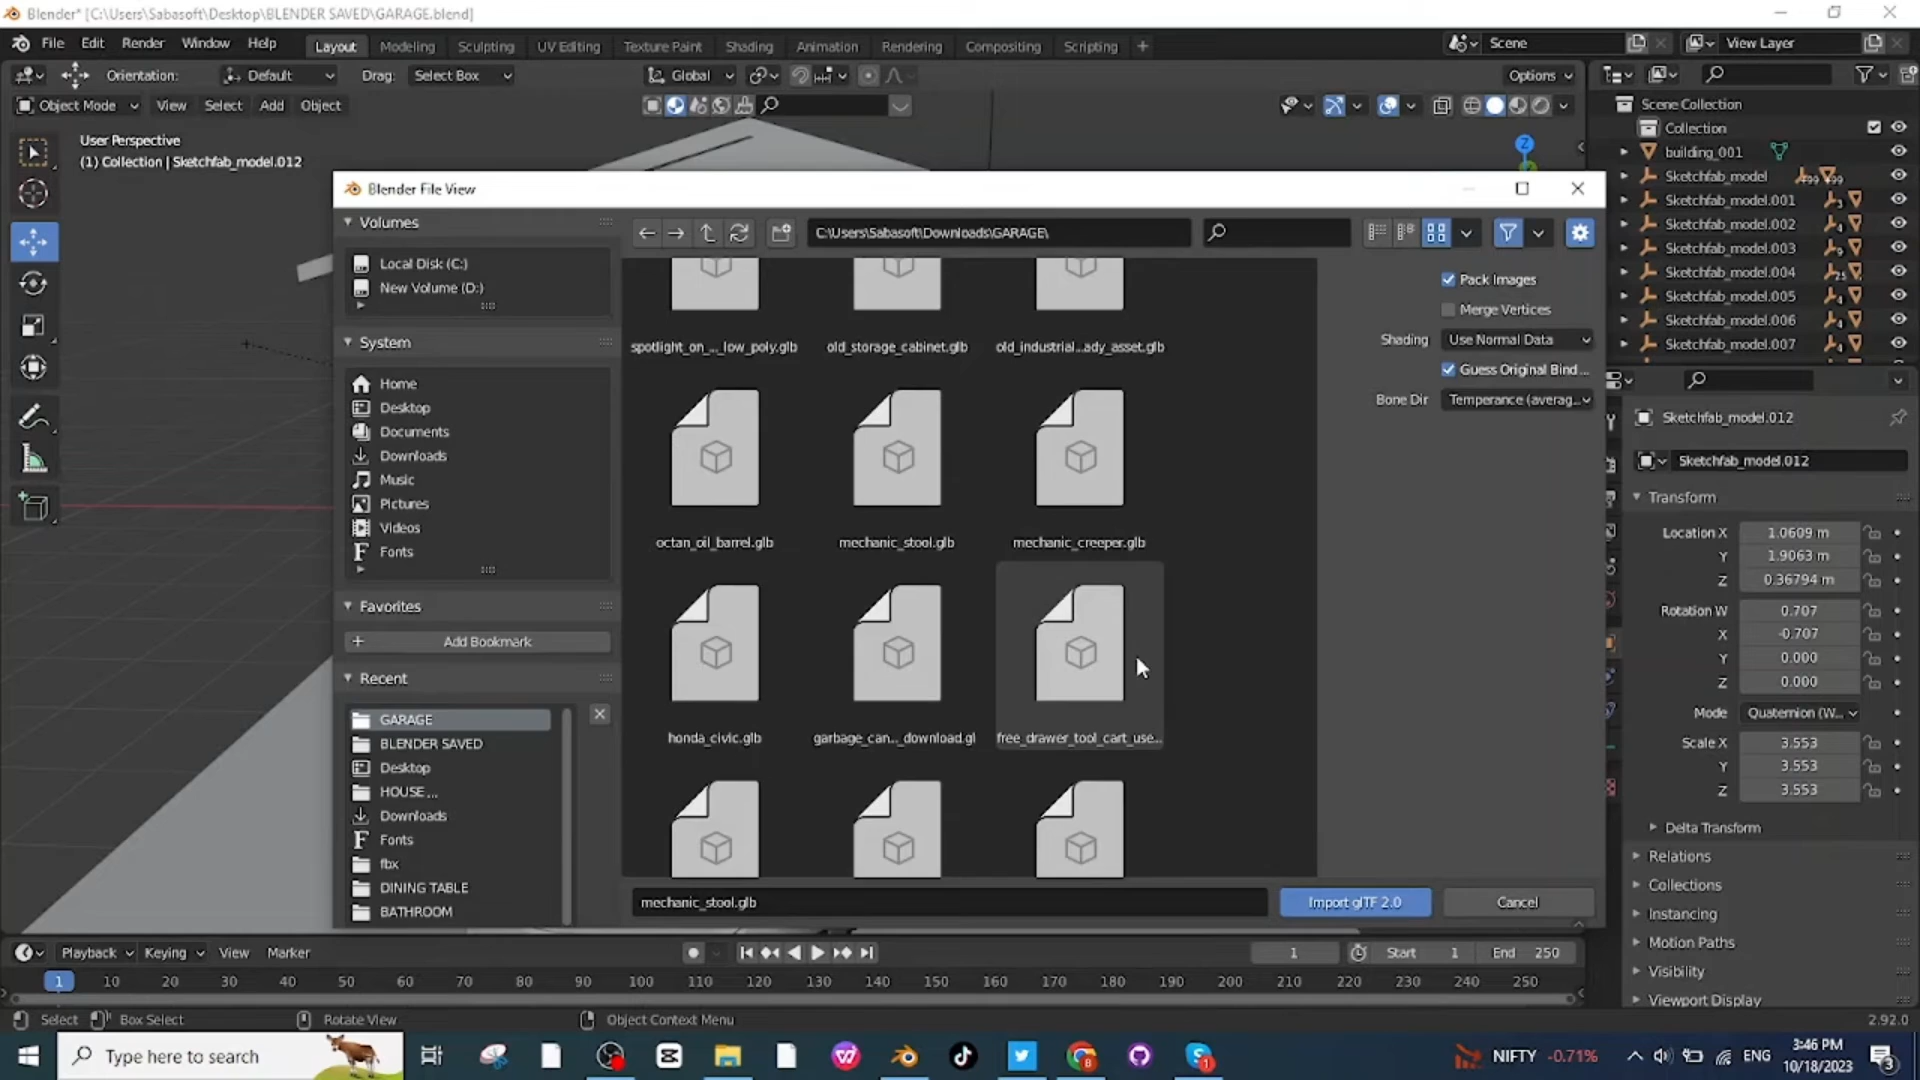 Blender* [C:\Users\Sabasoft\Desktop\BLENDER SAVED\GARAGE.blend]
File Edit Render Window Help Layout Modeling Sculpting UV Editing Texture Paint Shading Animation Rendering Compositing Scripting + Scene View Layer
Orientation: Default Drag: Select Box Global Options
Object Mode View Select Add Object
User Perspective
(1) Collection | Sketchfab_model.012
Z
Scene Collection
Collection
building_001
Sketchfab_model
Sketchfab_model.001
Sketchfab_model.002
Sketchfab_model.003
Sketchfab_model.004
Sketchfab_model.005
Sketchfab_model.006
Sketchfab_model.007
Blender File View
Volumes
Local Disk (C:)
New Volume (D:)
System
Home
Desktop
Documents
Downloads
Music
Pictures
Videos
Fonts
Favorites
+ Add Bookmark
Recent
GARAGE
BLENDER SAVED
Desktop
HOUSE ...
Downloads
Fonts
fbx
DINING TABLE
BATHROOM
C:\Users\Sabasoft\Downloads\GARAGE\
spotlight_on_... low_poly.glb old_storage_cabinet.glb old_industrial...ady_asset.glb
octan_oil_barrel.glb mechanic_stool.glb mechanic_creeper.glb
honda_civic.glb garbage_can..._download.gl free_drawer_tool_cart_use...
mechanic_stool.glb
Import glTF 2.0 Cancel
Pack Images
Merge Vertices
Shading Use Normal Data
Guess Original Bind ...
Bone Dir Temperance (averag...
Sketchfab_model.012
Sketchfab_model.012
Transform
Location X 1.0609 m
Y 1.9063 m
Z 0.36794 m
Rotation W 0.707
X -0.707
Y 0.000
Z 0.000
Mode Quaternion (W...
Scale X 3.553
Y 3.553
Z 3.553
Delta Transform
Relations
Collections
Instancing
Motion Paths
Visibility
Viewport Display
Playback Keying View Marker 1 Start 1 End 250
1 10 20 30 40 50 60 70 80 90 100 110 120 130 140 150 160 170 180 190 200 210 220 230 240 250
Select Box Select Rotate View Object Context Menu 2.92.0
Type here to search NIFTY -0.71% ENG 3:46 PM
10/18/2023